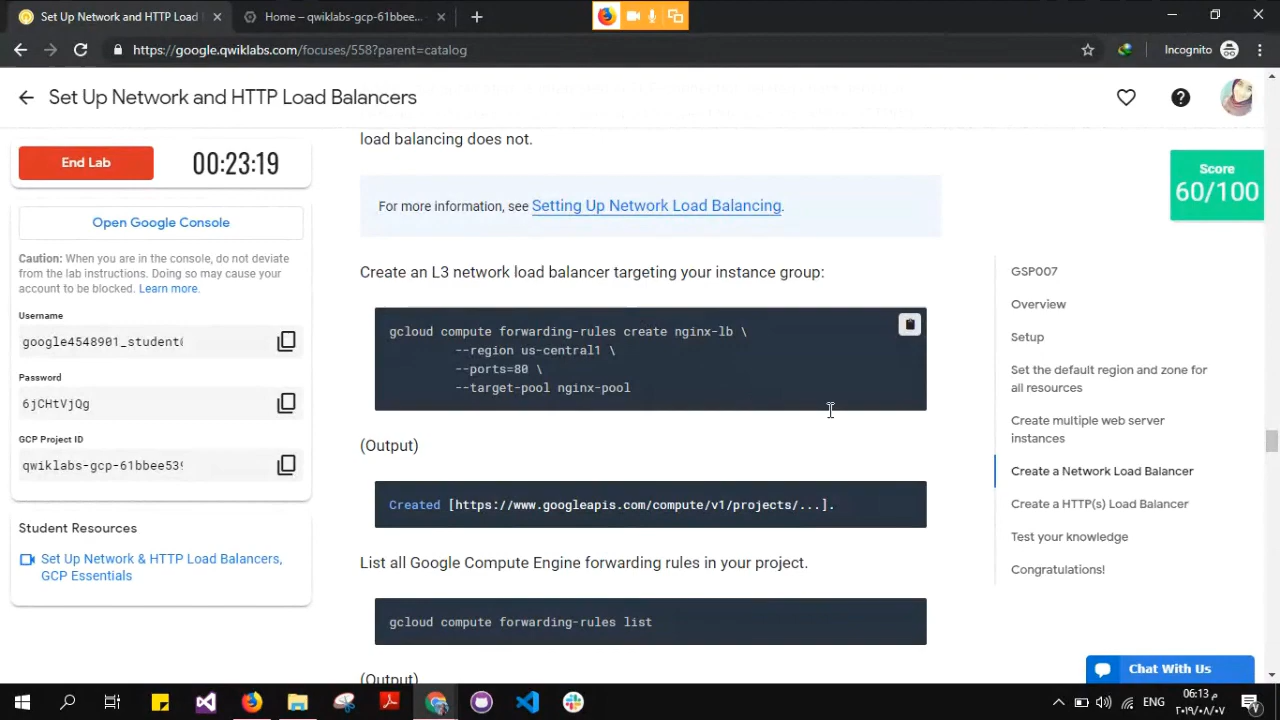 Set Up Network and HTTP Load
Home – qwiklabs-gcp-61bbee...
https://google.qwiklabs.com/focuses/558?parent=catalog
Incognito
Set Up Network and HTTP Load Balancers
End Lab
00:23:19
Open Google Console
Caution: When you are in the console, do not deviate
from the lab instructions. Doing so may cause your
account to be blocked. Learn more.
Username
google4548901_student
Password
6jCHtVjQg
GCP Project ID
qwiklabs-gcp-61bbee539
Student Resources
Set Up Network & HTTP Load Balancers,
GCP Essentials
load balancing does not.
For more information, see Setting Up Network Load Balancing.
Create an L3 network load balancer targeting your instance group:
gcloud compute forwarding-rules create nginx-lb \
--region us-central1 \
--ports=80 \
--target-pool nginx-pool
(Output)
Created [https://www.googleapis.com/compute/v1/projects/...].
List all Google Compute Engine forwarding rules in your project.
gcloud compute forwarding-rules list
(Output)
Score
60/100
GSP007
Overview
Setup
Set the default region and zone for
all resources
Create multiple web server
instances
Create a Network Load Balancer
Create a HTTP(s) Load Balancer
Test your knowledge
Congratulations!
Chat With Us
ENG
06:13 م
٢٠١٩/٠٨/٠٧